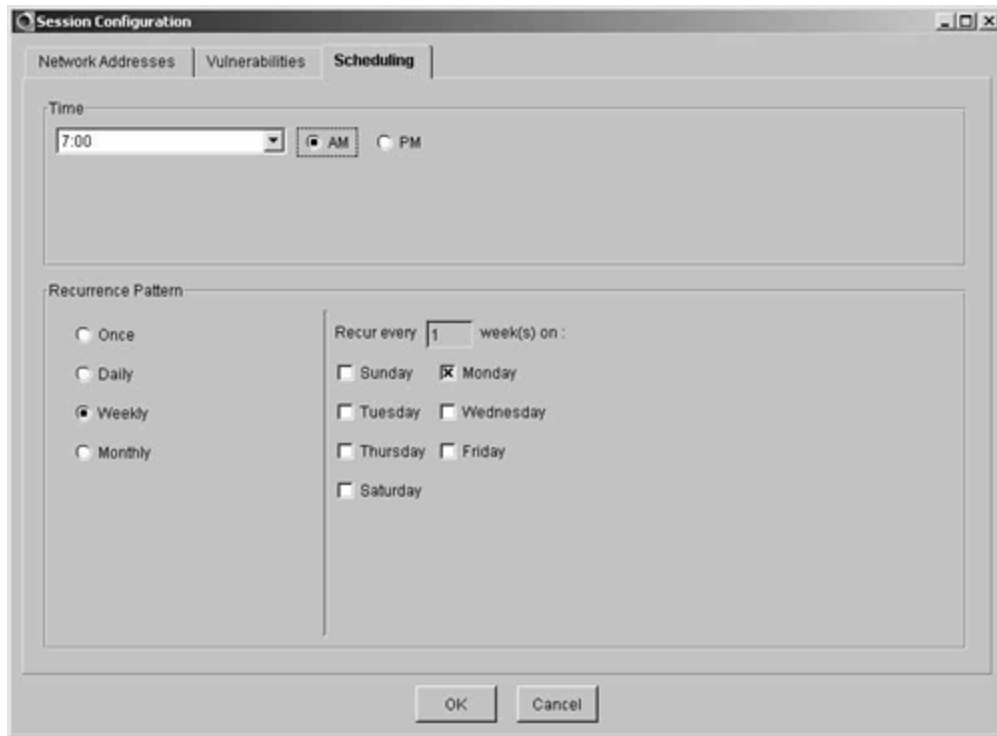 Session Configuration
Network Addresses Vulnerabilities Scheduling
Time
7:00 AM PM
Recurrence Pattern
Once Recur every 1 week(s) on :
Daily Sunday Monday
Weekly Tuesday Wednesday
Monthly Thursday Friday
Saturday
OK Cancel